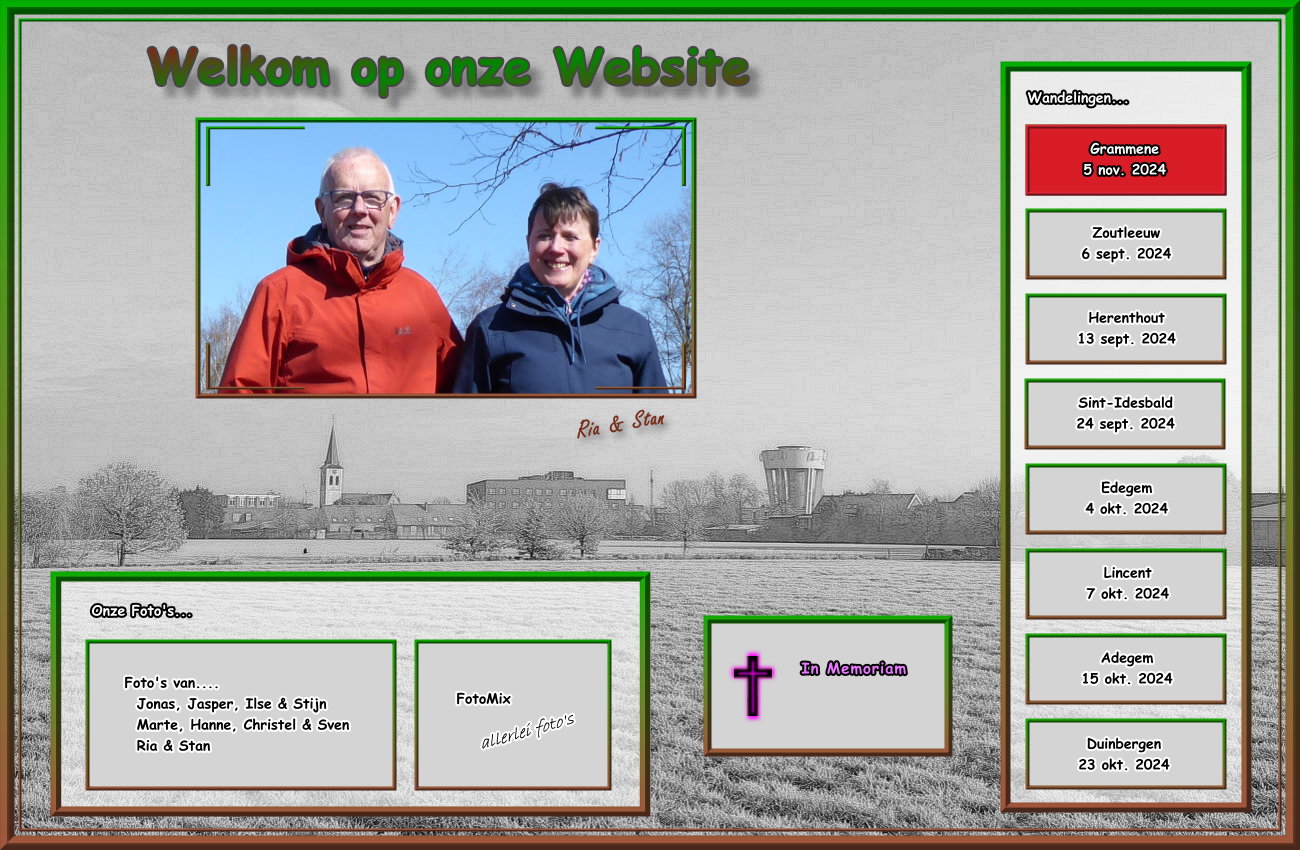 Welkom op onze Website
Ria & Stan
Wandelingen...
Grammene
5 nov. 2024
Zoutleeuw
6 sept. 2024
Herenthout
13 sept. 2024
Sint-Idesbald
24 sept. 2024
Edegem
4 okt. 2024
Lincent
7 okt. 2024
Adegem
15 okt. 2024
Duinbergen
23 okt. 2024
Onze Foto's...
Foto's van....
Jonas, Jasper, Ilse & Stijn
Marte, Hanne, Christel & Sven
Ria & Stan
FotoMix
allerlei foto's
In Memoriam